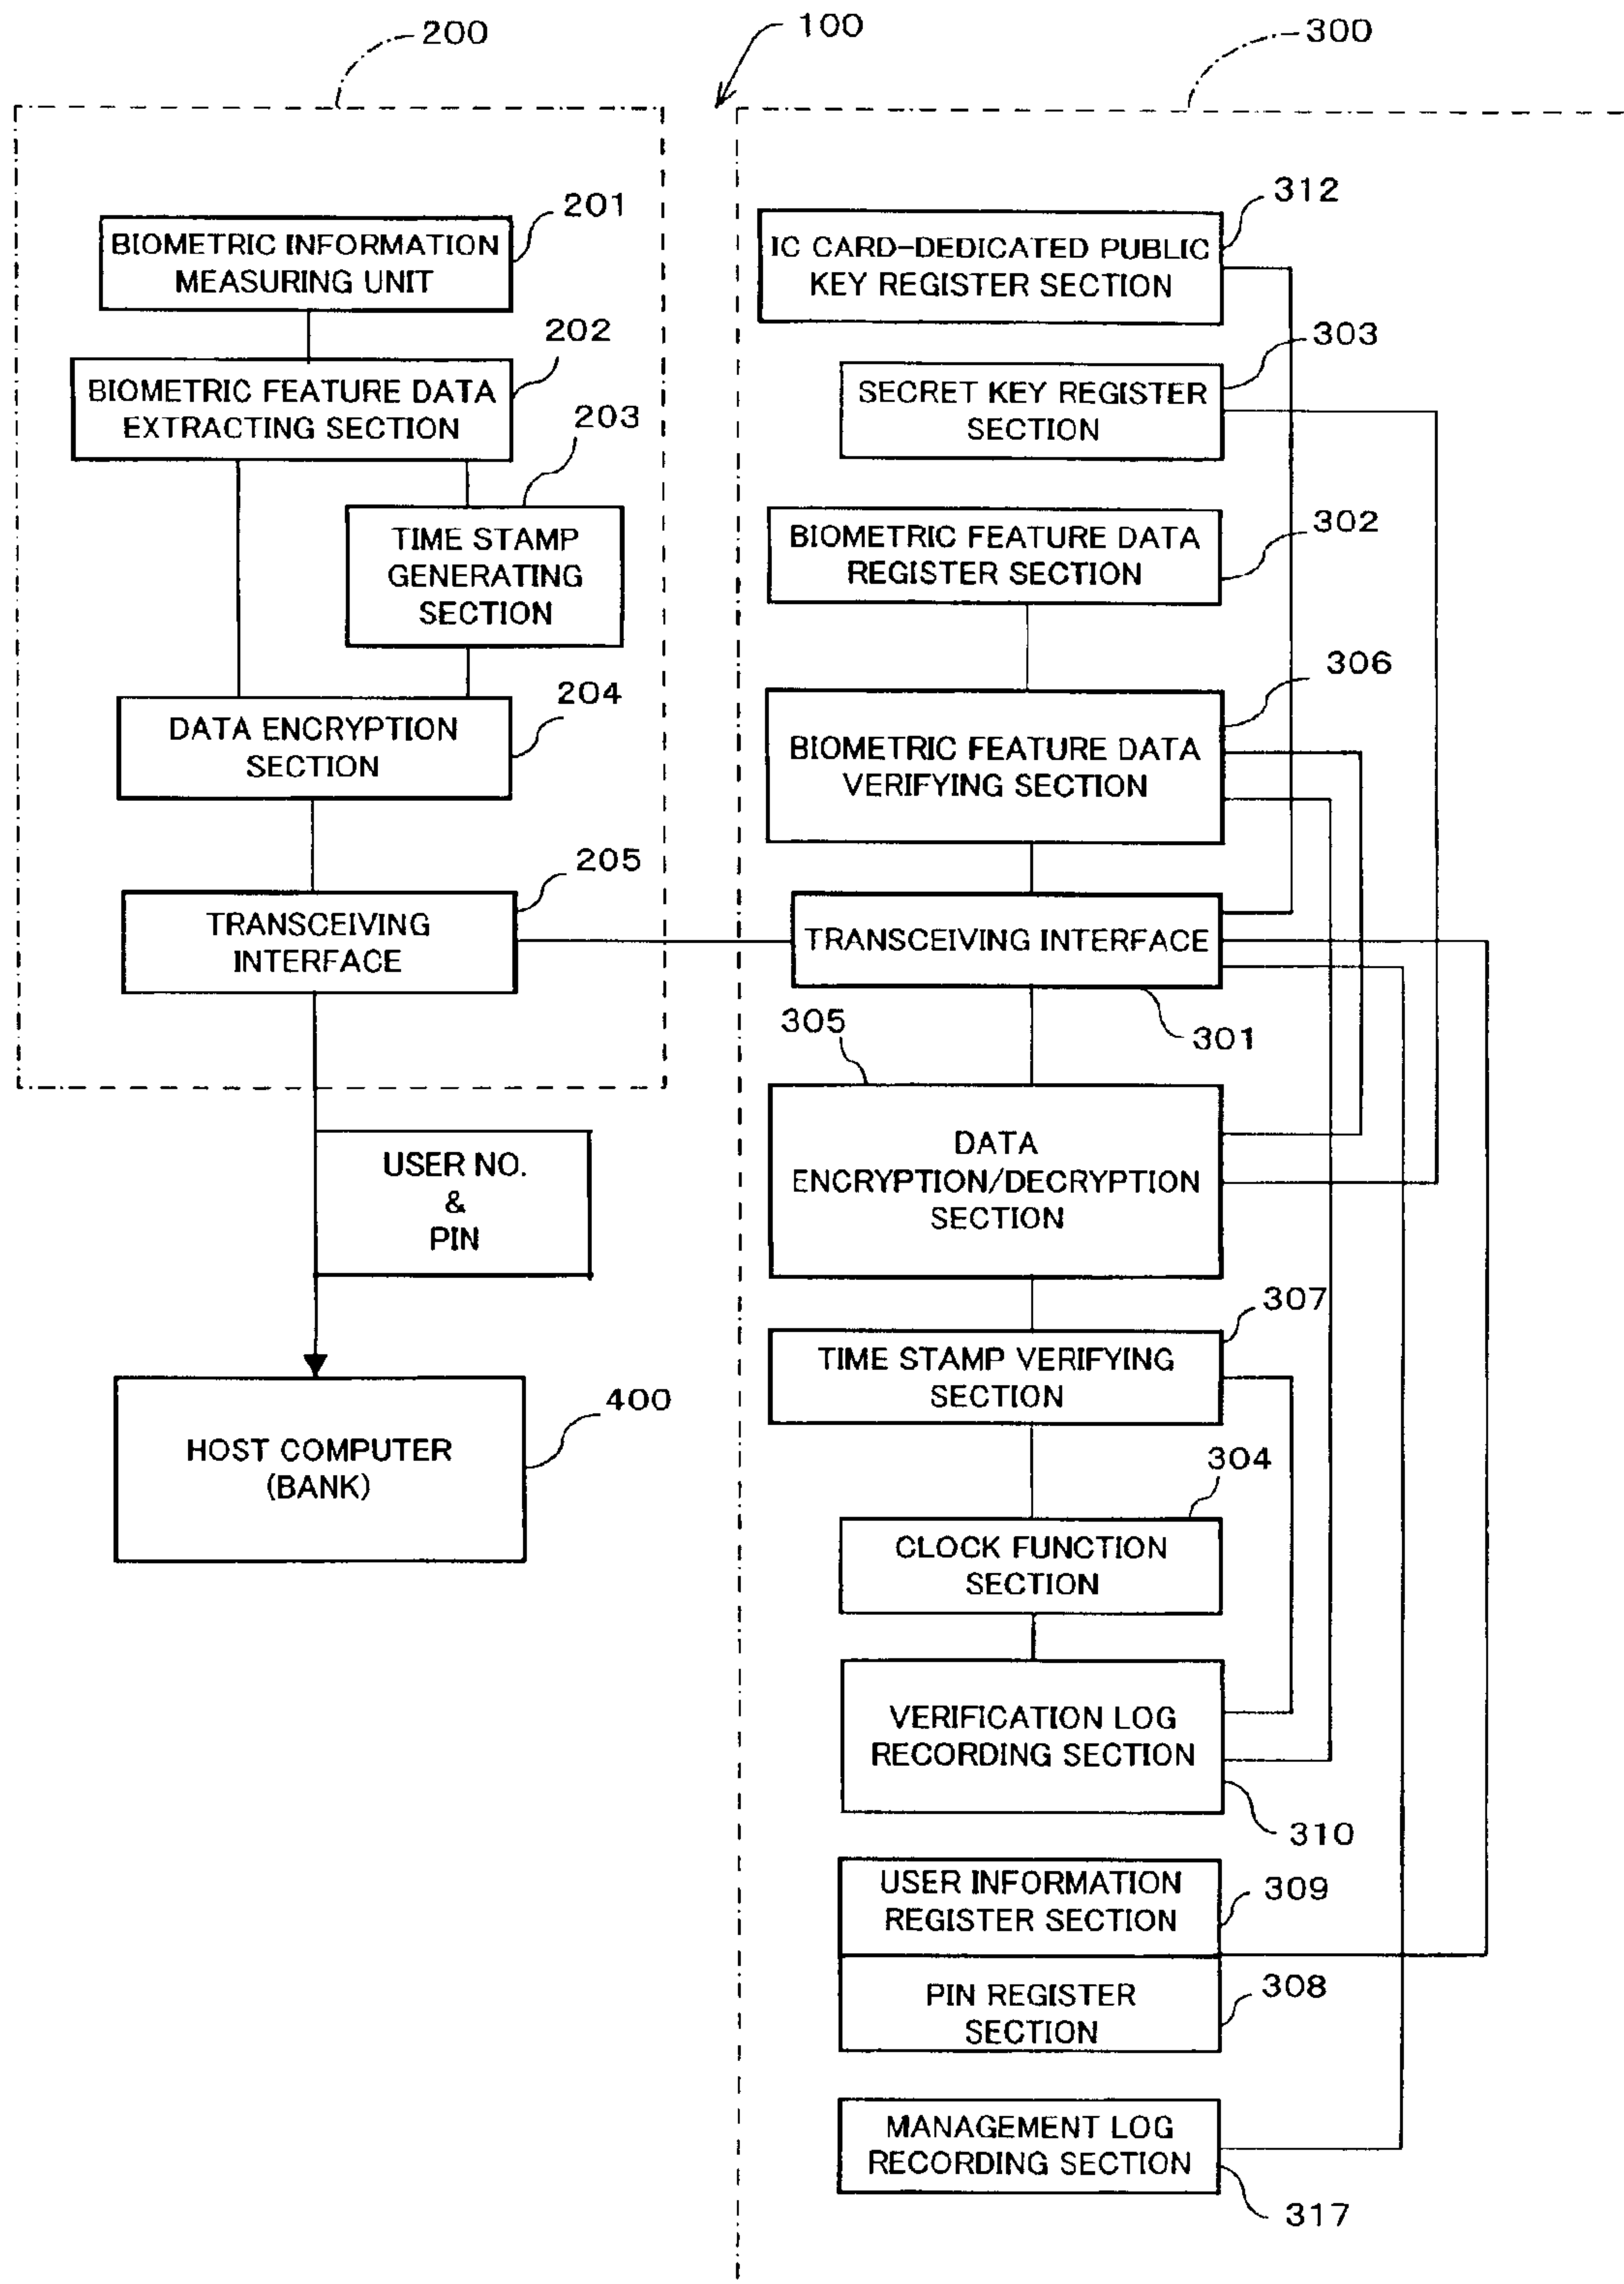 200
100
300
201
BIOMETRIC INFORMATION
MEASURING UNIT
202
BIOMETRIC FEATURE DATA
EXTRACTING SECTION
203
TIME STAMP
GENERATING
SECTION
204
DATA ENCRYPTION
SECTION
205
TRANSCEIVING
INTERFACE
USER NO.
&
PIN
400
HOST COMPUTER
(BANK)
312
IC CARD-DEDICATED PUBLIC
KEY REGISTER SECTION
303
SECRET KEY REGISTER
SECTION
302
BIOMETRIC FEATURE DATA
REGISTER SECTION
306
BIOMETRIC FEATURE DATA
VERIFYING SECTION
TRANSCEIVING INTERFACE
301
305
DATA
ENCRYPTION/DECRYPTION
SECTION
307
TIME STAMP VERIFYING
SECTION
304
CLOCK FUNCTION
SECTION
VERIFICATION LOG
RECORDING SECTION
310
USER INFORMATION
REGISTER SECTION
309
PIN REGISTER
SECTION
308
MANAGEMENT LOG
RECORDING SECTION
317